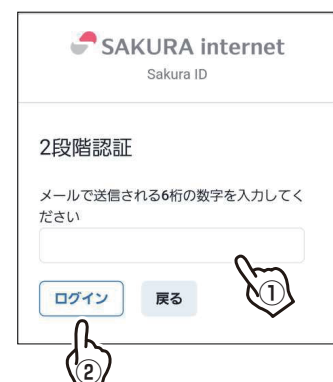 SAKURA internet
Sakura ID
2段階認証
メールで送信される6桁の数字を入力してく
ださい
①
ログイン 戻る
②